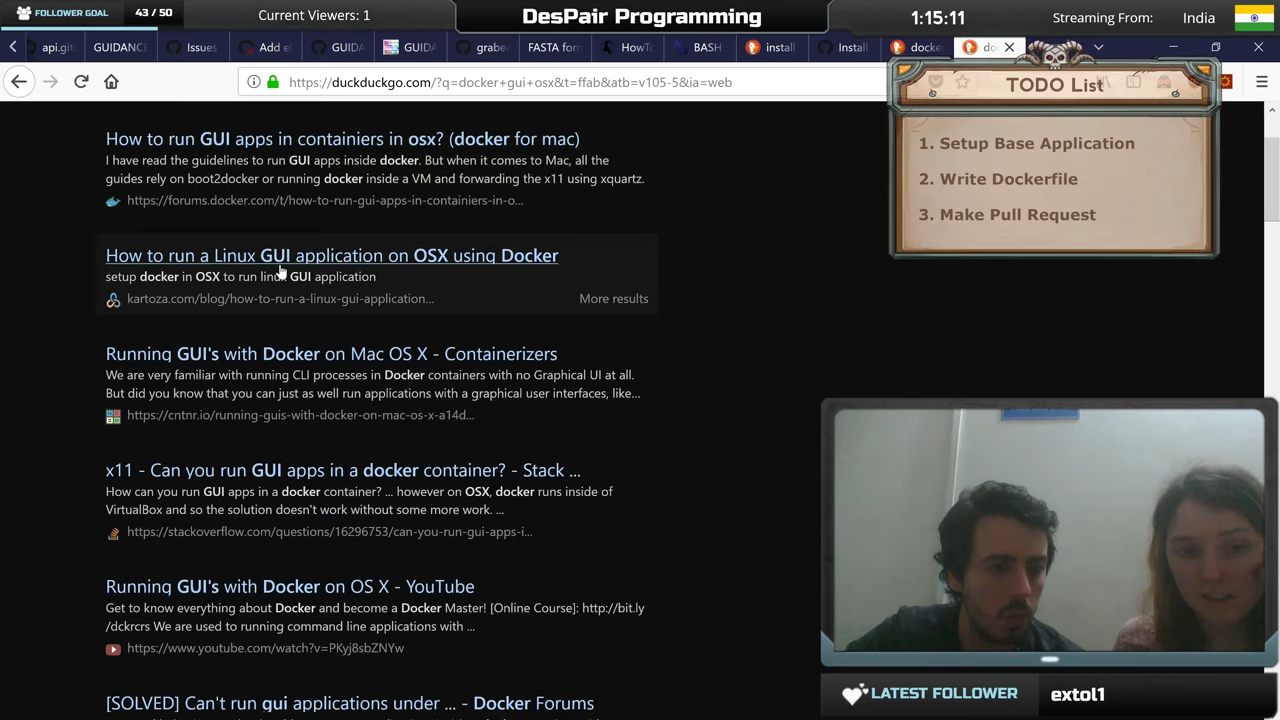 FOLLOWER GOAL
43 / 50
Current Viewers: 1
DesPair Programming
1:15:11
Streaming From:
India
api.git
GUIDANC
Issues
Add el
GUIDA
GUIDA
grabe
FASTA for
HowTo
BASH
install
Install
docke
do
https://duckduckgo.com/?q=docker+gui+osx&t=ffab&atb=v105-5&ia=web
TODO List
1. Setup Base Application
2. Write Dockerfile
3. Make Pull Request
How to run GUI apps in containiers in osx? (docker for mac)
I have read the guidelines to run GUI apps inside docker. But when it comes to Mac, all the
guides rely on boot2docker or running docker inside a VM and forwarding the x11 using xquartz.
https://forums.docker.com/t/how-to-run-gui-apps-in-containers-in-o...
How to run a Linux GUI application on OSX using Docker
setup docker in OSX to run linux GUI application
kartoza.com/blog/how-to-run-a-linux-gui-application...
More results
Running GUI's with Docker on Mac OS X - Containerizers
We are very familiar with running CLI processes in Docker containers with no Graphical UI at all.
But did you know that you can just as well run applications with a graphical user interfaces, like...
https://cntnr.io/running-guis-with-docker-on-mac-os-x-a14d...
x11 - Can you run GUI apps in a docker container? - Stack ...
How can you run GUI apps in a docker container? ... however on OSX, docker runs inside of
VirtualBox and so the solution doesn't work without some more work. ...
https://stackoverflow.com/questions/16296753/can-you-run-gui-apps-i...
Running GUI's with Docker on OS X - YouTube
Get to know everything about Docker and become a Docker Master! [Online Course]: http://bit.ly
/dckrcrs We are used to running command line applications with ...
https://www.youtube.com/watch?v=PKyj8sbZNYw
[SOLVED] Can't run gui applications under ... - Docker Forums
LATEST FOLLOWER
extol1